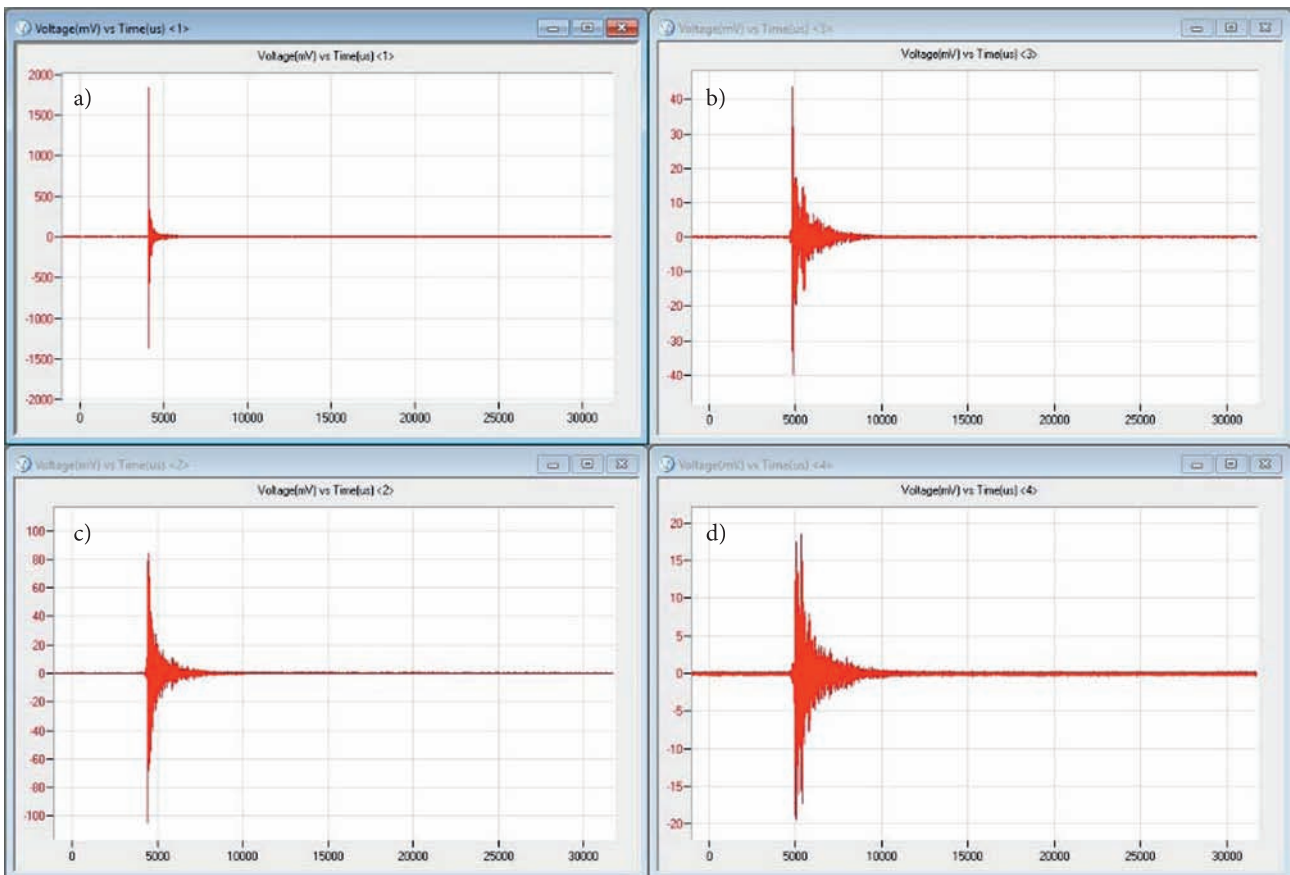 Voltage(mV) vs Time(us) <1>
Voltage(mV) vs Time(us) <1>
a)
2000
1500
1000
500
0
-500
-1000
-1500
-2000
0 5000 10000 15000 20000 25000 30000
Voltage(mV) vs Time(us) <3>
Voltage(mV) vs Time(us) <3>
b)
40
30
20
10
0
-10
-20
-30
-40
0 5000 10000 15000 20000 25000 30000
Voltage(mV) vs Time(us) <2>
Voltage(mV) vs Time(us) <2>
c)
100
80
60
40
20
0
-20
-40
-60
-80
-100
0 5000 10000 15000 20000 25000 30000
Voltage(mV) vs Time(us) <4>
Voltage(mV) vs Time(us) <4>
d)
20
15
10
5
0
-5
-10
-15
-20
0 5000 10000 15000 20000 25000 30000